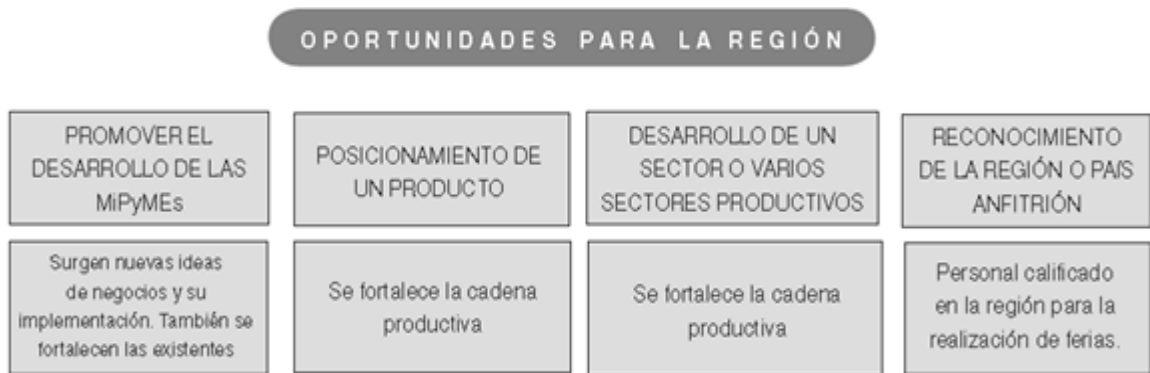 OPORTUNIDADES PARA LA REGIÓN
PROMOVER EL
DESARROLLO DE LAS
MiPyMEs
POSICIONAMIENTO DE
UN PRODUCTO
DESARROLLO DE UN
SECTOR O VARIOS
SECTORES PRODUCTIVOS
RECONOCIMIENTO
DE LA REGIÓN O PAÍS
ANFITRIÓN
Surgen nuevas ideas
de negocios y su
implementación. También se
fortalecen las existentes
Se fortalece la cadena
productiva
Se fortalece la cadena
productiva
Personal calificado
en la región para la
realización de ferias.